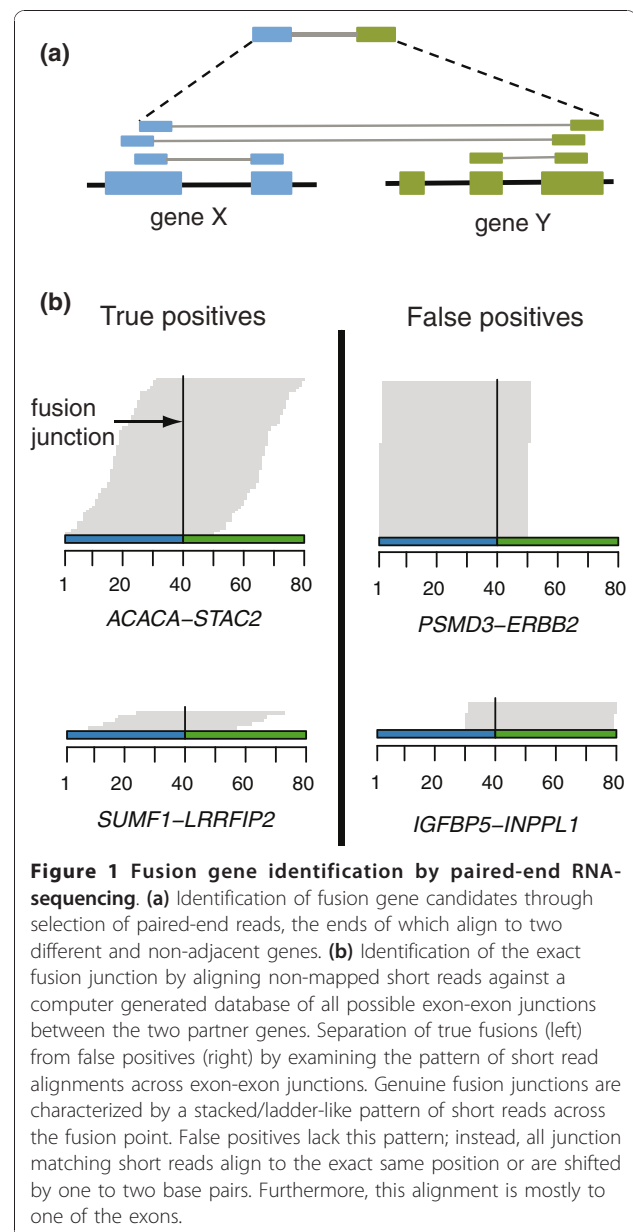 (a)
gene X
gene Y
(b)
True positives
False positives
fusion
junction
1 20 40 60 80
ACACA–STAC2
1 20 40 60 80
PSMD3–ERBB2
1 20 40 60 80
SUMF1–LRRFIP2
1 20 40 60 80
IGFBP5–INPPL1
Figure 1 Fusion gene identification by paired-end RNA-
sequencing. (a) Identification of fusion gene candidates through
selection of paired-end reads, the ends of which align to two
different and non-adjacent genes. (b) Identification of the exact
fusion junction by aligning non-mapped short reads against a
computer generated database of all possible exon-exon junctions
between the two partner genes. Separation of true fusions (left)
from false positives (right) by examining the pattern of short read
alignments across exon-exon junctions. Genuine fusion junctions are
characterized by a stacked/ladder-like pattern of short reads across
the fusion point. False positives lack this pattern; instead, all junction
matching short reads align to the exact same position or are shifted
by one to two base pairs. Furthermore, this alignment is mostly to
one of the exons.